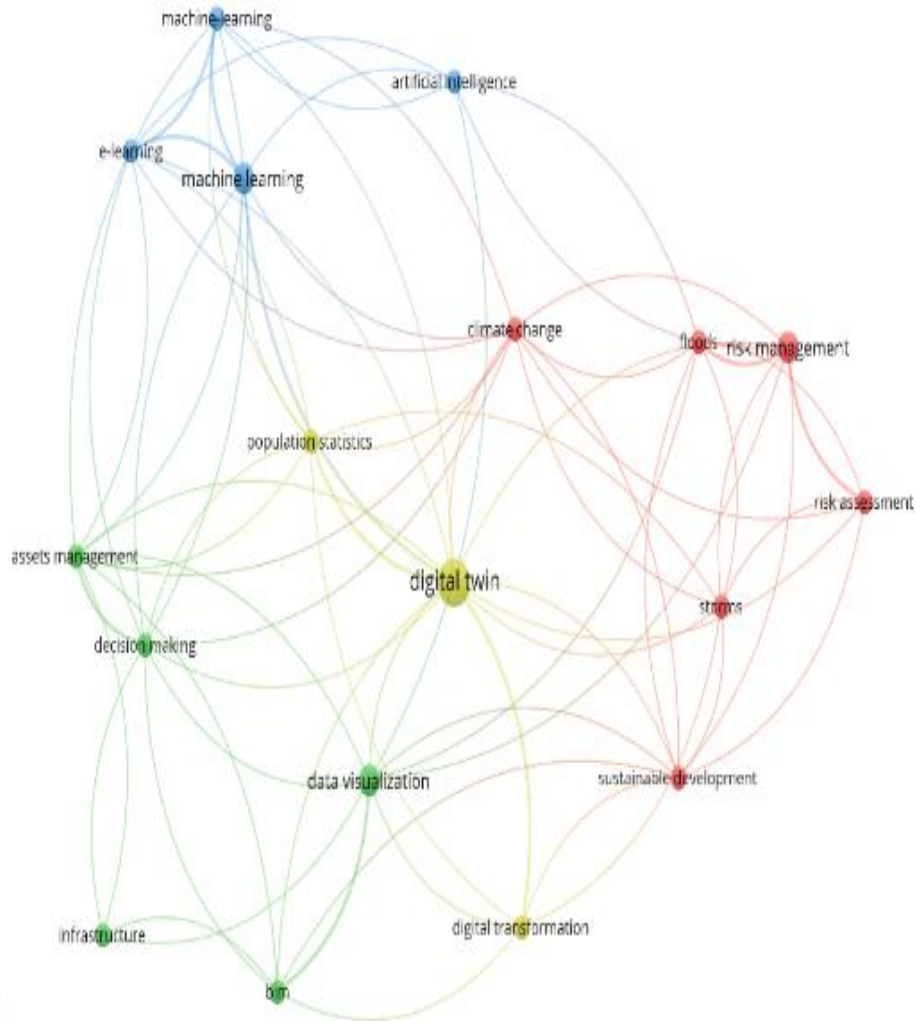 machine-learning
artificial intelligence
e-learning
machine learning
climate change
floods
risk management
population statistics
risk assessment
assets management
digital twin
storms
decision making
data visualization
sustainable development
digital transformation
infrastructure
bim